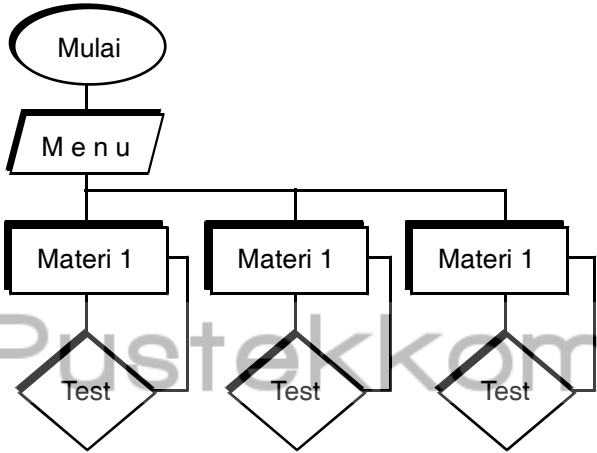 Mulai
M e n u
Materi 1 Materi 1 Materi 1
Pustekkom
Test Test Test